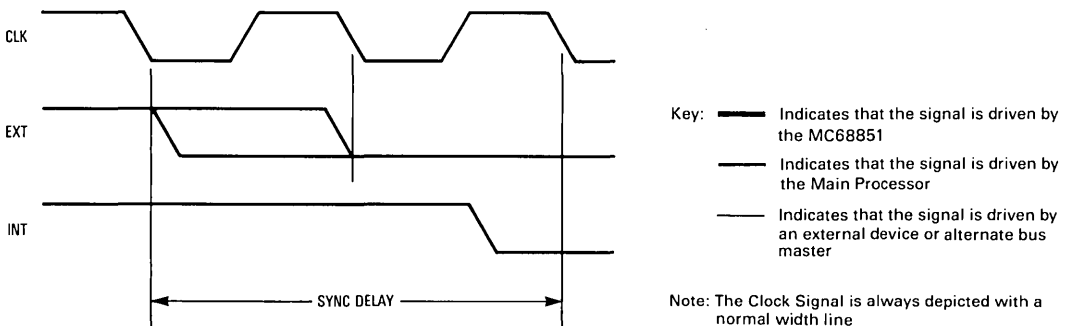 CLK
EXT
INT
SYNC DELAY
Key: Indicates that the signal is driven by
the MC68851
Indicates that the signal is driven by
the Main Processor
Indicates that the signal is driven by
an external device or alternate bus
master
Note: The Clock Signal is always depicted with a
normal width line